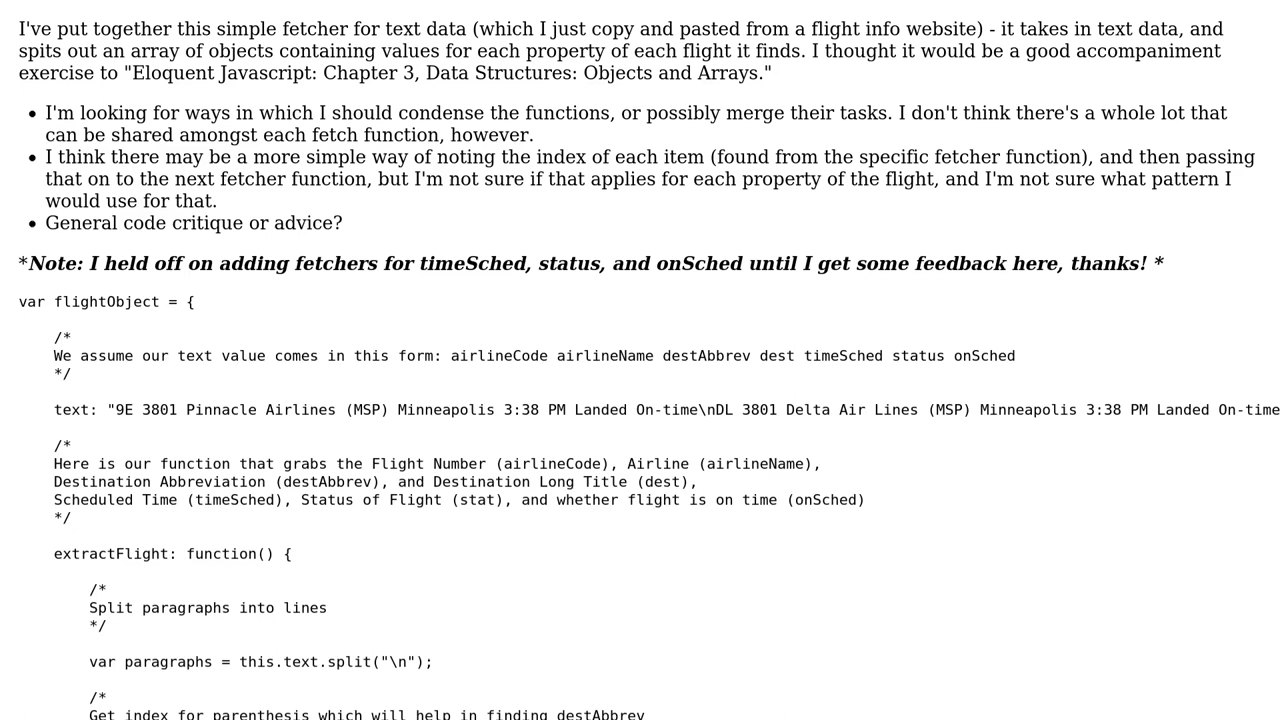 I've put together this simple fetcher for text data (which I just copy and pasted from a flight info website) - it takes in text data, and
spits out an array of objects containing values for each property of each flight it finds. I thought it would be a good accompaniment
exercise to "Eloquent Javascript: Chapter 3, Data Structures: Objects and Arrays."
• I'm looking for ways in which I should condense the functions, or possibly merge their tasks. I don't think there's a whole lot that
can be shared amongst each fetch function, however.
• I think there may be a more simple way of noting the index of each item (found from the specific fetcher function), and then passing
that on to the next fetcher function, but I'm not sure if that applies for each property of the flight, and I'm not sure what pattern I
would use for that.
• General code critique or advice?
*Note: I held off on adding fetchers for timeSched, status, and onSched until I get some feedback here, thanks! *
var flightObject = {
/*
We assume our text value comes in this form: airlineCode airlineName destAbbrev dest timeSched status onSched
*/
text: "9E 3801 Pinnacle Airlines (MSP) Minneapolis 3:38 PM Landed On-time\nDL 3801 Delta Air Lines (MSP) Minneapolis 3:38 PM Landed On-time
/*
Here is our function that grabs the Flight Number (airlineCode), Airline (airlineName),
Destination Abbreviation (destAbbrev), and Destination Long Title (dest),
Scheduled Time (timeSched), Status of Flight (stat), and whether flight is on time (onSched)
*/
extractFlight: function() {
/*
Split paragraphs into lines
*/
var paragraphs = this.text.split("\n");
/*
Get index for parenthesis which will help in finding destAbbrev